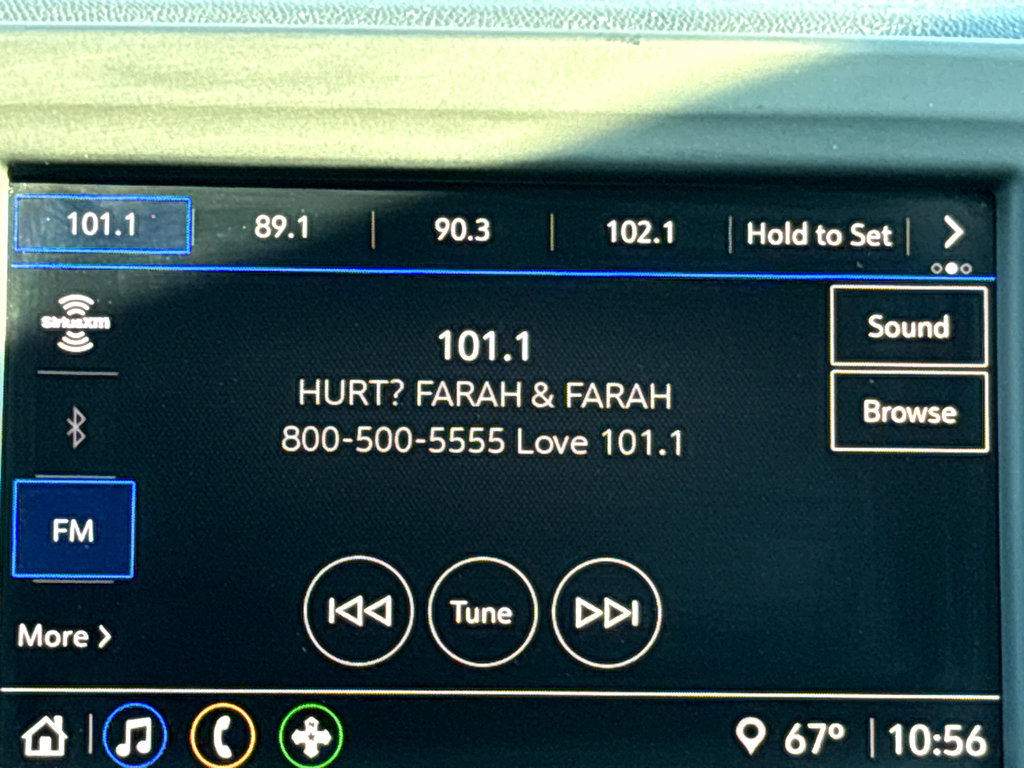 101.1 89.1 90.3 102.1 Hold to Set
siriusxm
101.1
HURT? FARAH & FARAH
800-500-5555 Love 101.1
Sound
Browse
FM
Tune
More
67° 10:56